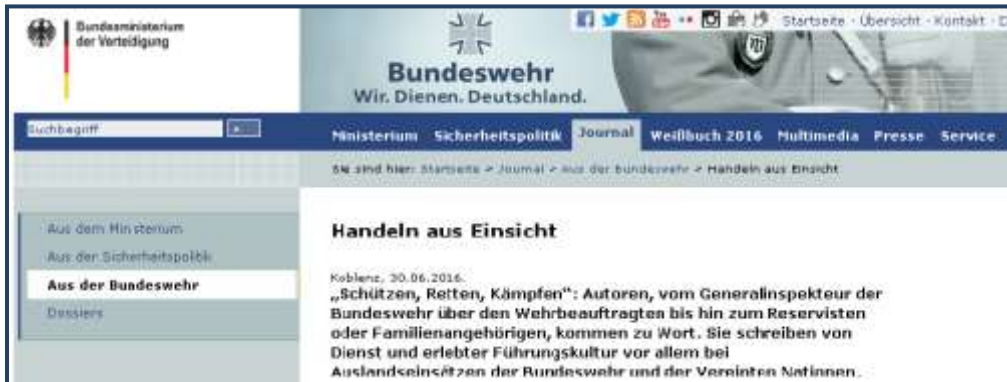 Bundesministerium
der Verteidigung
Bundeswehr
Wir. Dienen. Deutschland.
Startseite · Übersicht · Kontakt ·
Suchbegriff
Ministerium Sicherheitspolitik Journal Weißbuch 2016 Multimedia Presse Service
Sie sind hier: Startseite > Journal > Aus der Bundeswehr > Handeln aus Einsicht
Aus dem Ministerium
Aus der Sicherheitspolitik
Aus der Bundeswehr
Dossiers
Handeln aus Einsicht
Koblenz, 30.06.2016.
„Schützen, Retten, Kämpfen“: Autoren, vom Generalinspekteur der
Bundeswehr über den Wehrbeauftragten bis hin zum Reservisten
oder Familienangehörigen, kommen zu Wort. Sie schreiben von
Dienst und erlebter Führungskultur vor allem bei
Auslandseinsätzen der Bundeswehr und der Vereinten Nationen.